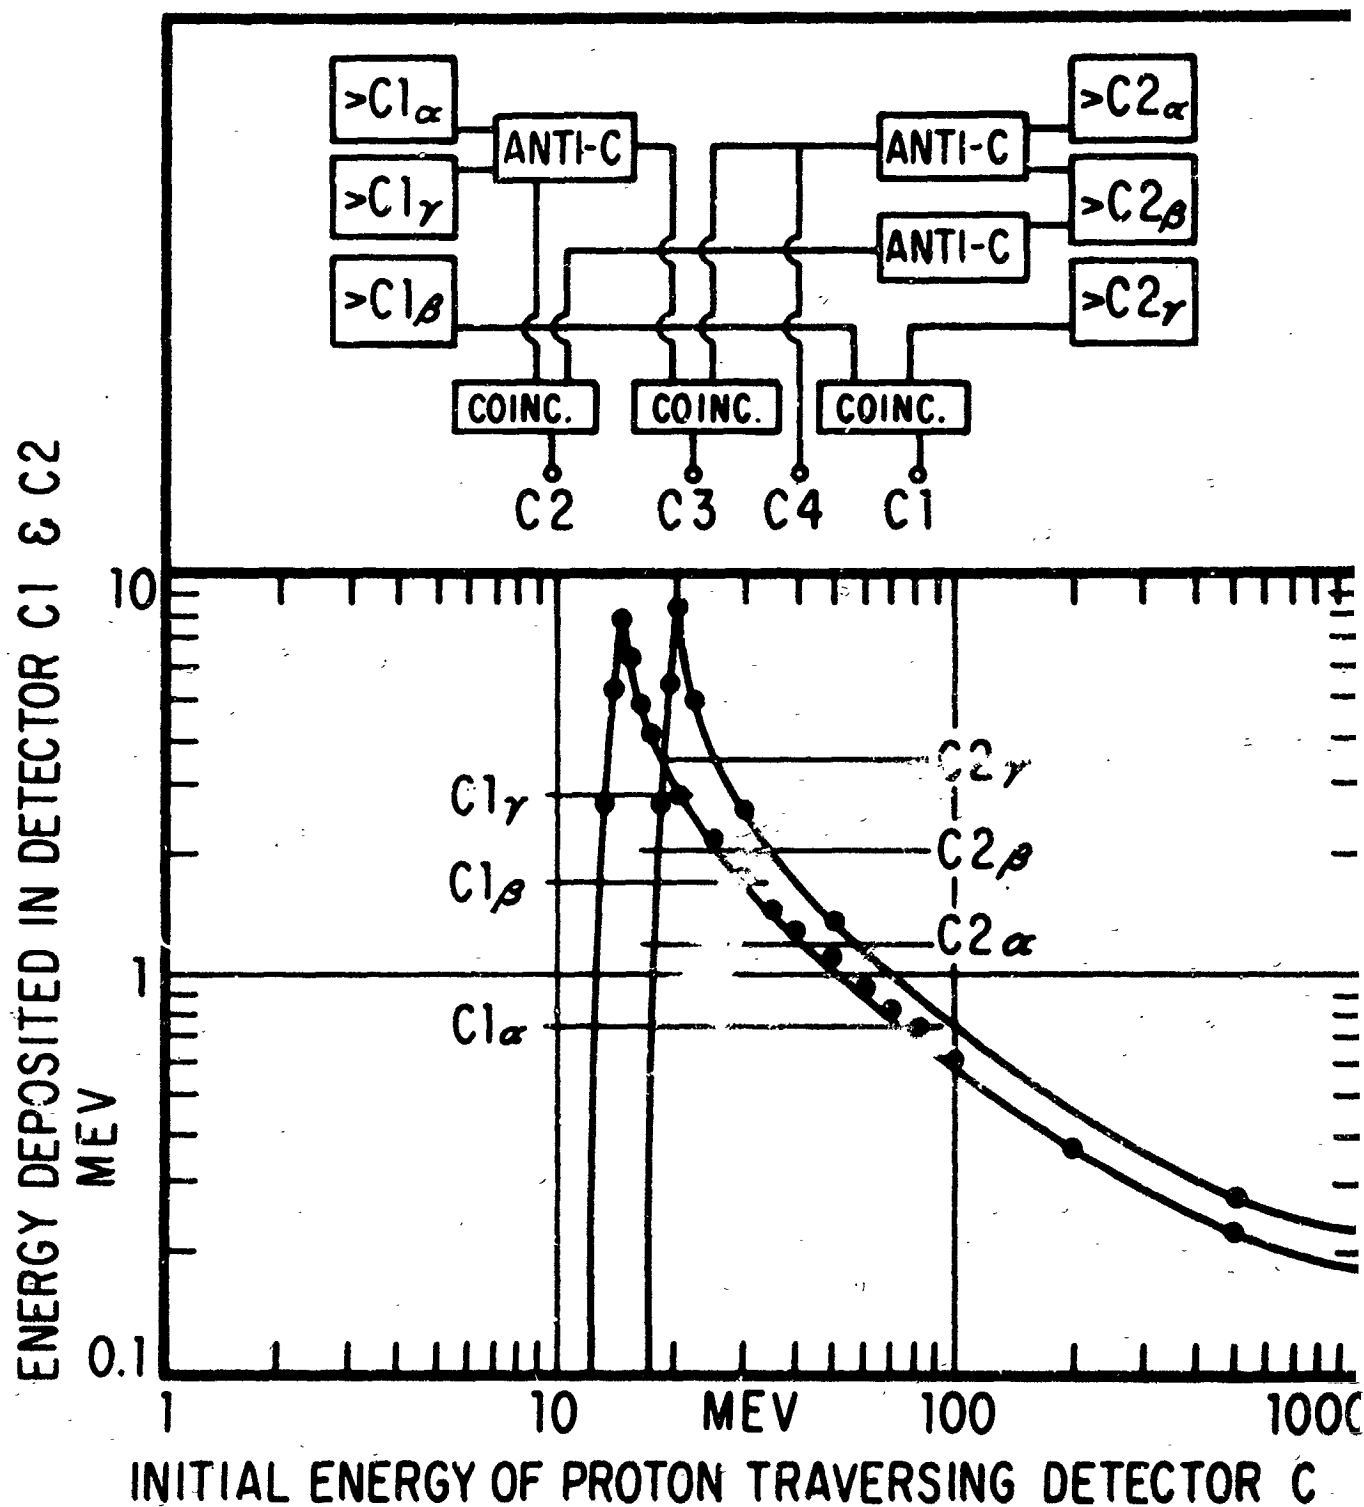 >C1α
>C1γ
>C1β
ANTI-C
ANTI-C
ANTI-C
>C2α
>C2β
>C2γ
COINC.
COINC.
COINC.
C2
C3
C4
C1
ENERGY DEPOSITED IN DETECTOR C1 & C2
MEV
10
1
0.1
C1γ
C1β
C1α
C2γ
C2β
C2α
1
10
MEV
100
1000
INITIAL ENERGY OF PROTON TRAVERSING DETECTOR C